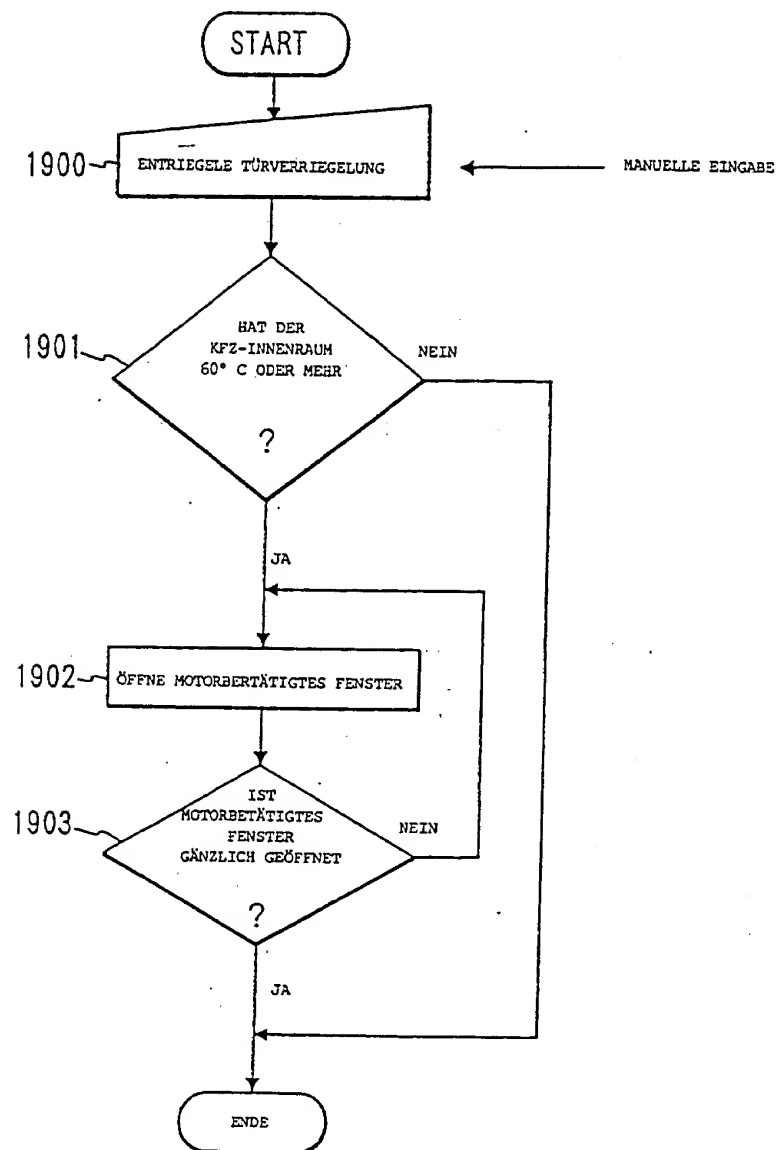 START
1900
ENTRIEGELE TÜRVERRIEGELUNG
MANUELLE EINGABE
1901
HAT DER
KFZ-INNENRAUM
60° C ODER MEHR
?
NEIN
JA
1902
ÖFFNE MOTORBERTÄTIGTES FENSTER
1903
IST
MOTORBETÄTIGTES
FENSTER
GÄNZLICH GEÖFFNET
?
NEIN
JA
ENDE